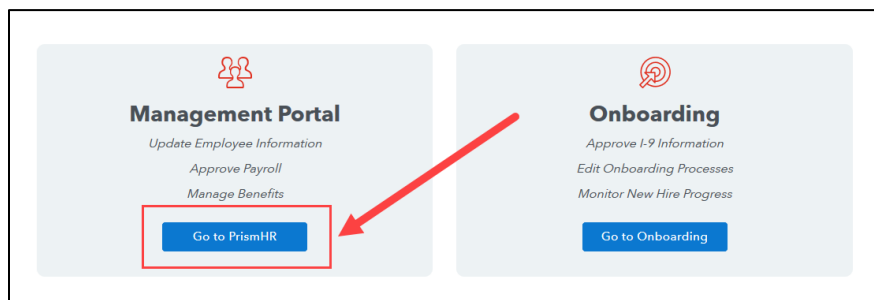 Management Portal
Update Employee Information
Approve Payroll
Manage Benefits
Go to PrismHR
Onboarding
Approve I-9 Information
Edit Onboarding Processes
Monitor New Hire Progress
Go to Onboarding